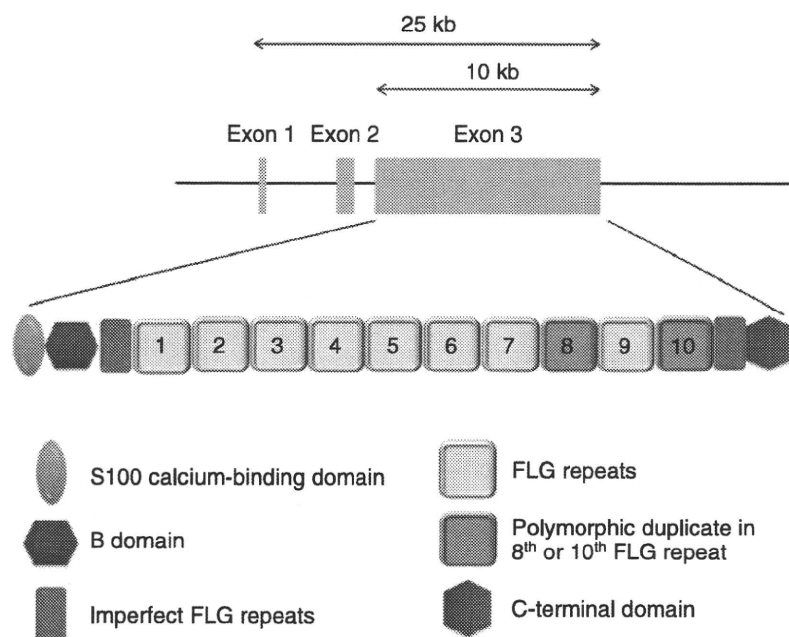 25 kb
10 kb
Exon 1 Exon 2 Exon 3
1 2 3 4 5 6 7 8 9 10
S100 calcium-binding domain
B domain
Imperfect FLG repeats
FLG repeats
Polymorphic duplicate in
8th or 10th FLG repeat
C-terminal domain